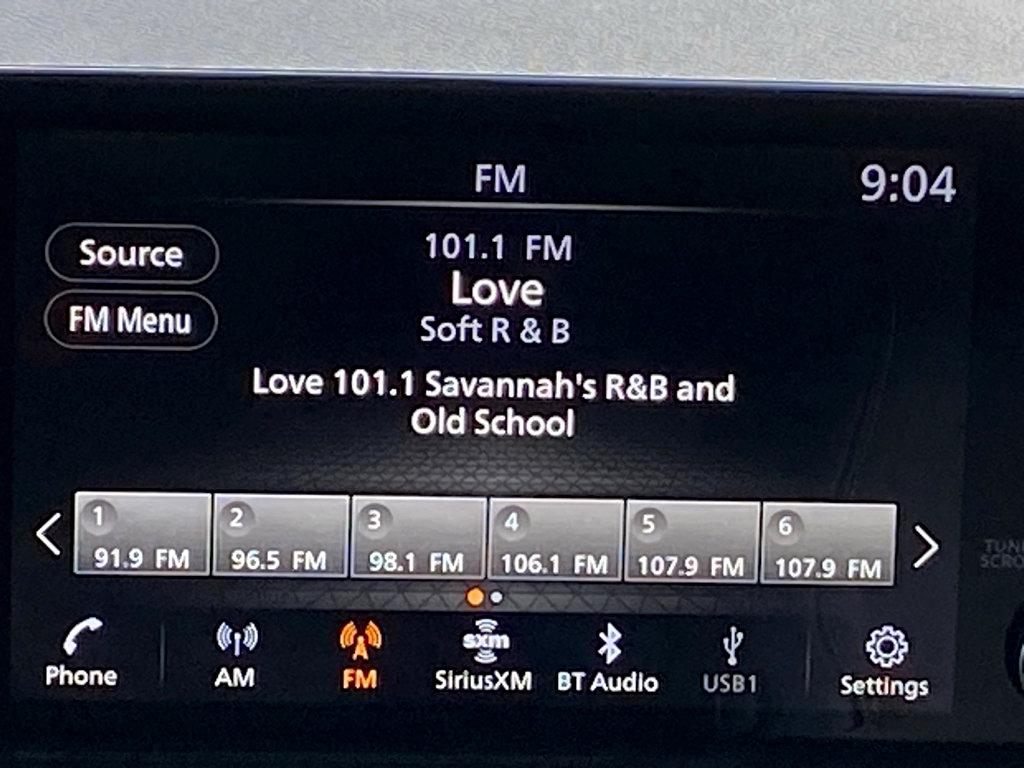 FM
9:04
Source
101.1 FM
Love
FM Menu
Soft R & B
Love 101.1 Savannah's R&B and
Old School
1 2 3 4 5 6
91.9 FM 96.5 FM 98.1 FM 106.1 FM 107.9 FM 107.9 FM
TUNE
SCROLL
sxm
Phone AM FM SiriusXM BT Audio USB1 Settings